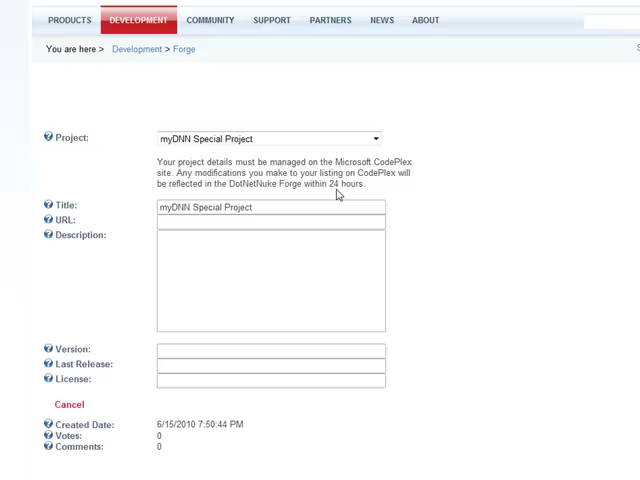 PRODUCTS DEVELOPMENT COMMUNITY SUPPORT PARTNERS NEWS ABOUT
You are here > Development > Forge
Project: myDNN Special Project
Your project details must be managed on the Microsoft CodePlex
site. Any modifications you make to your listing on CodePlex will
be reflected in the DotNetNuke Forge within 24 hours.
Title: myDNN Special Project
URL:
Description:
Version:
Last Release:
License:
Cancel
Created Date: 6/15/2010 7:50:44 PM
Votes: 0
Comments: 0